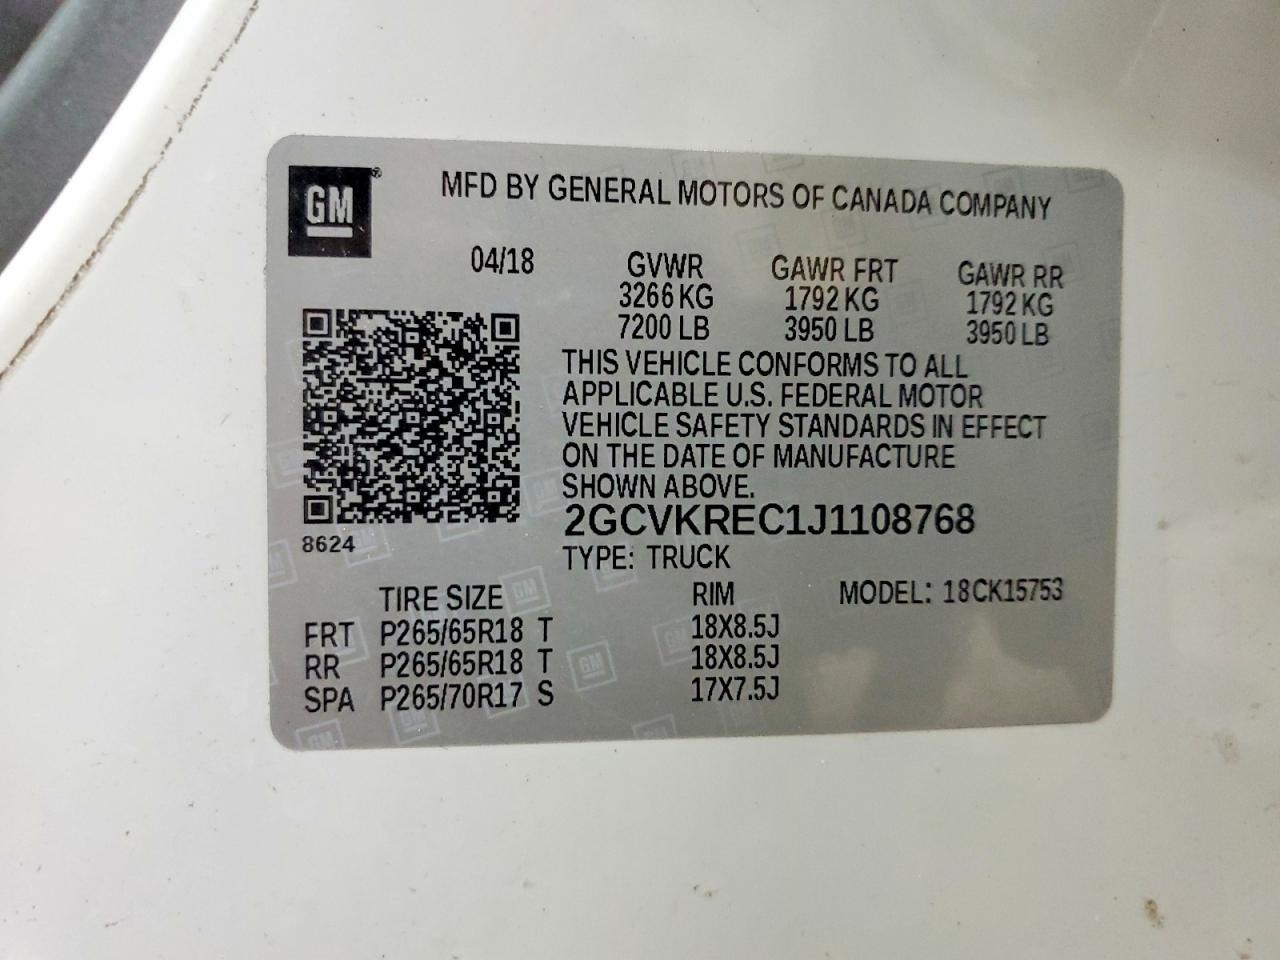 GM ®
MFD BY GENERAL MOTORS OF CANADA COMPANY
04/18 GVWR GAWR FRT GAWR RR
3266 KG 1792 KG 1792 KG
7200 LB 3950 LB 3950 LB
THIS VEHICLE CONFORMS TO ALL
APPLICABLE U.S. FEDERAL MOTOR
VEHICLE SAFETY STANDARDS IN EFFECT
ON THE DATE OF MANUFACTURE
SHOWN ABOVE.
2GCVKREC1J1108768
8624
TYPE: TRUCK
TIRE SIZE RIM MODEL: 18CK15753
FRT P265/65R18 T 18X8.5J
RR P265/65R18 T 18X8.5J
SPA P265/70R17 S 17X7.5J